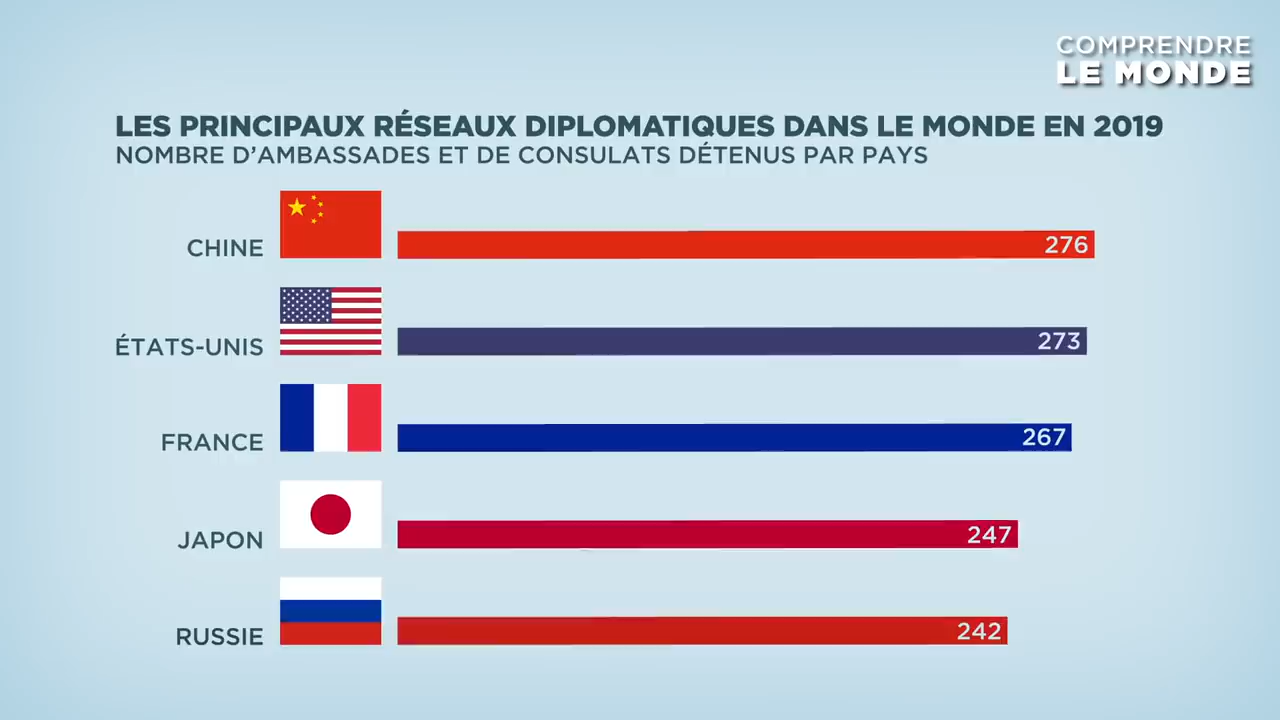 COMPRENDRE
LE MONDE
LES PRINCIPAUX RÉSEAUX DIPLOMATIQUES DANS LE MONDE EN 2019
NOMBRE D'AMBASSADES ET DE CONSULATS DÉTENUS PAR PAYS
CHINE 276
ÉTATS-UNIS 273
FRANCE 267
JAPON 247
RUSSIE 242